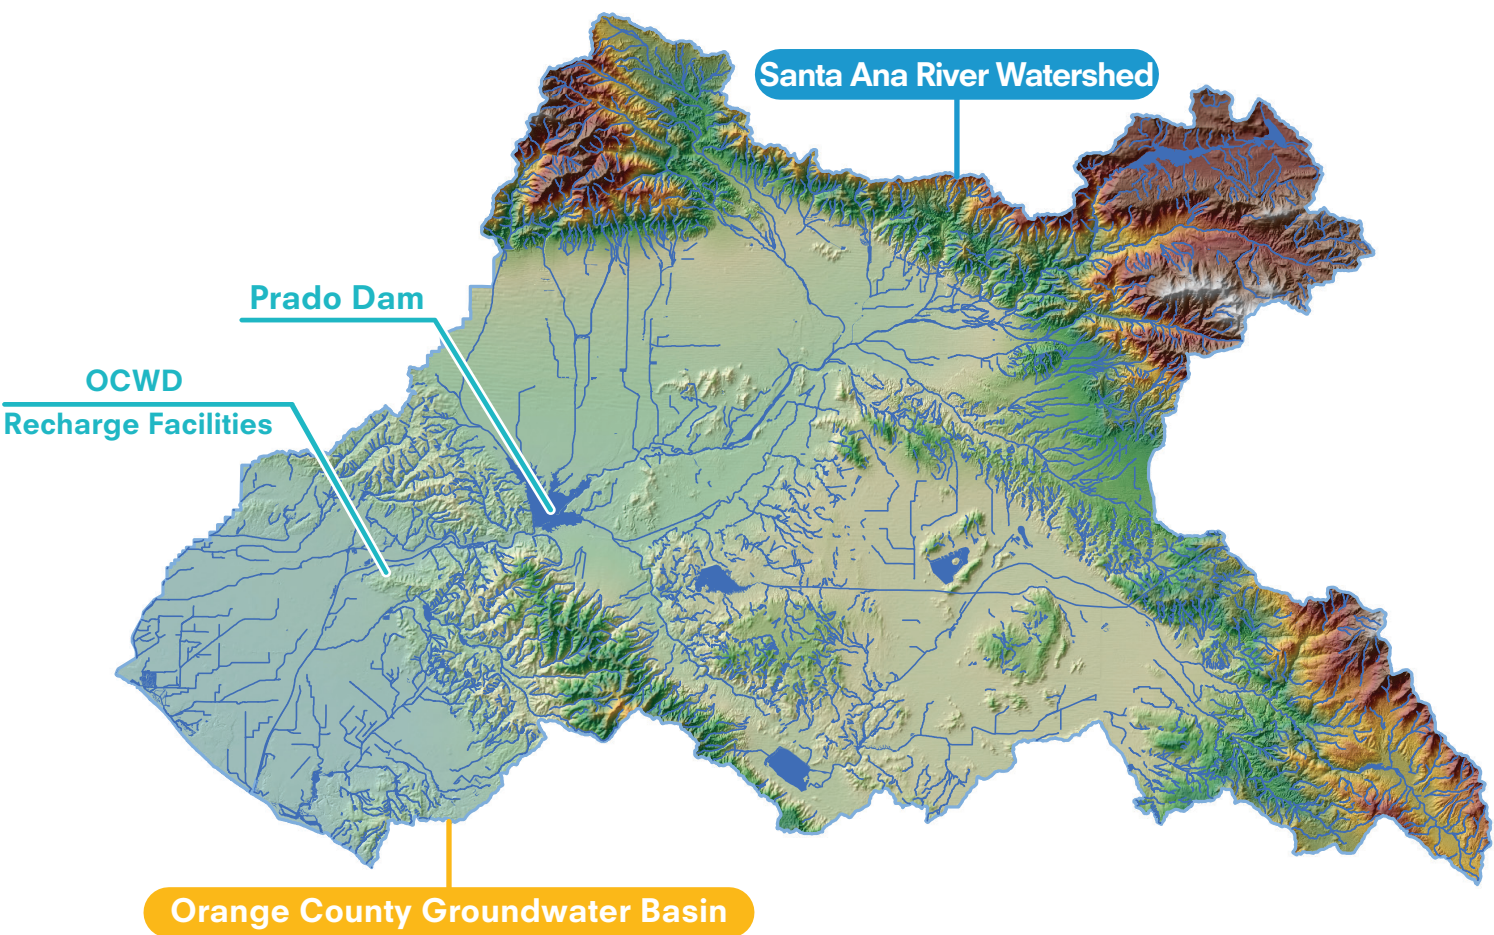 Santa Ana River Watershed
Prado Dam
OCWD
Recharge Facilities
Orange County Groundwater Basin